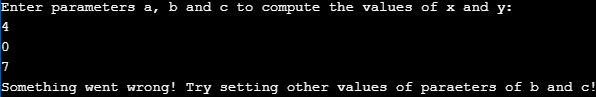 Enter parameters a, b and c to compute the values of x and y:
4
0
7
Something went wrong! Try setting other values of paraeters of b and c!